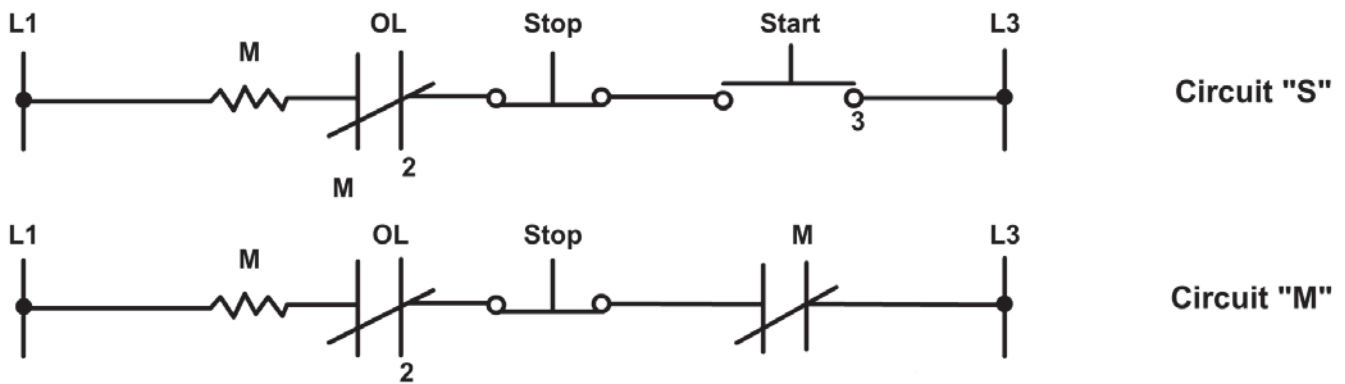 L1 OL Stop Start L3
M
Circuit "S"
3
2
M
L1 OL Stop M L3
M
Circuit "M"
2